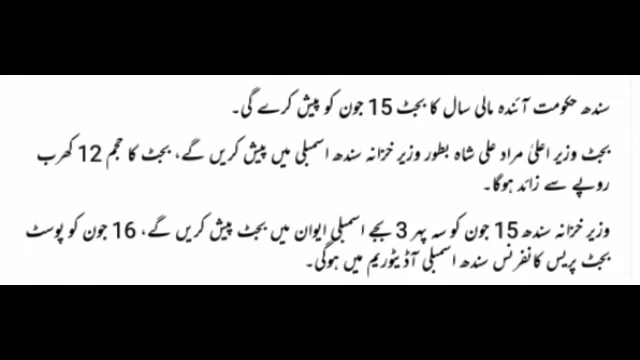 سندھ حکومت آئندہ مالی سال کا بجٹ 15 جون کو پیش کرے گی۔
بجٹ وزیر اعلیٰ مراد علی شاہ بطور وزیر خزانہ سندھ اسمبلی میں پیش کریں گے، بجٹ کا حجم 12 کھرب
روپے سے زائد ہوگا۔
وزیر خزانہ سندھ 15 جون کو سہ پہر 3 بجے اسمبلی ایوان میں بجٹ پیش کریں گے، 16 جون کو پوسٹ
بجٹ پریس کانفرنس سندھ اسمبلی آڈیٹوریم میں ہوگی۔